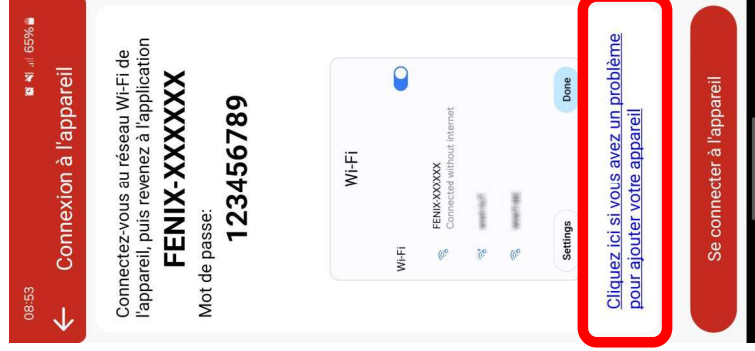 08:53
65%
Connexion à l'appareil
Connectez-vous au réseau Wi-Fi de
l'appareil, puis revenez à l'application
FENIX-XXXXXX
Mot de passe:
123456789
Wi-Fi
Wi-Fi
FENIX-XXXXXX
Connected without internet
Settings
Done
Cliquez ici si vous avez un problème
pour ajouter votre appareil
Se connecter à l'appareil